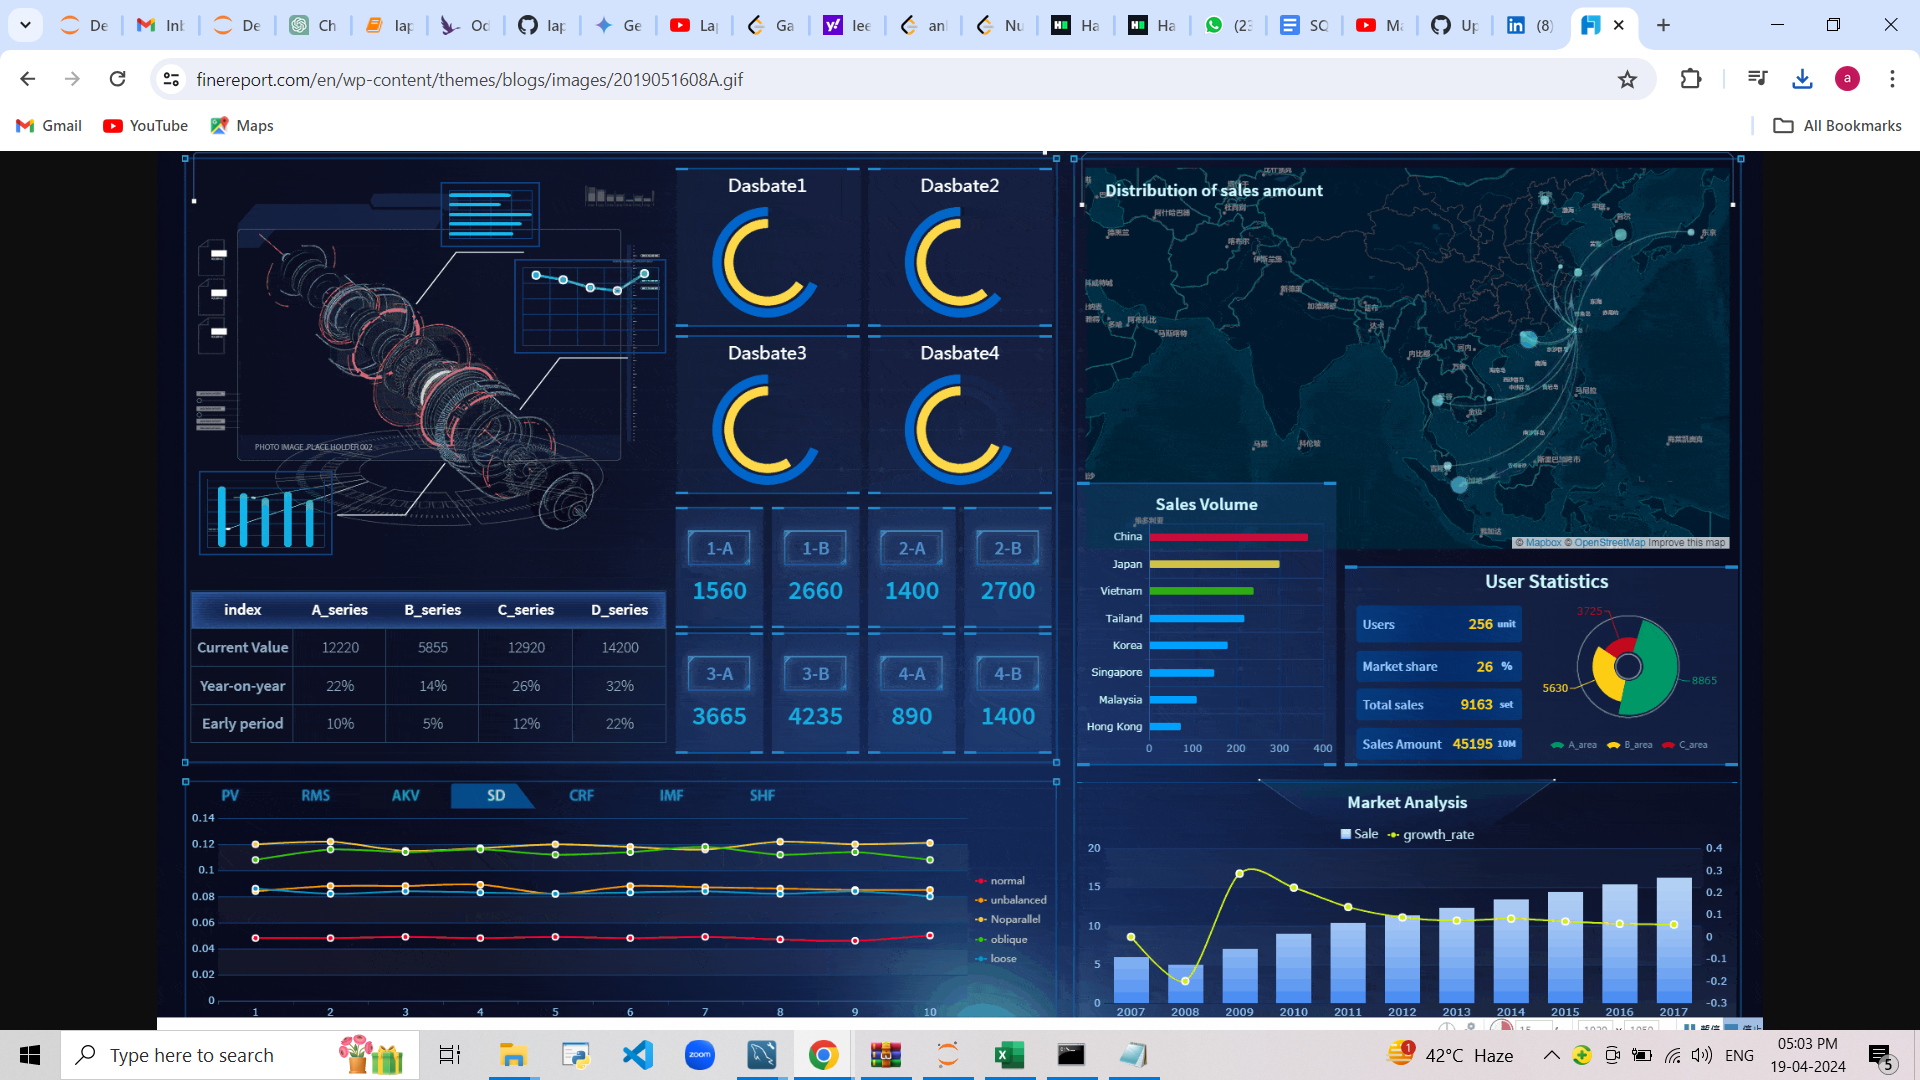 De
Inb
De
Ch
lap
Od
lap
Ge
Lap
Ga
lee
anl
Nu
Ha
Ha
(23
SQ
Ma
Up
(8)
finereport.com/en/wp-content/themes/blogs/images/2019051608A.gif
a
Gmail
YouTube
Maps
All Bookmarks
PHOTO IMAGE .PLACE HOLDER002
Dasbate1
Dasbate2
Dasbate3
Dasbate4
1-A
1-B
2-A
2-B
1560
2660
1400
2700
3-A
3-B
4-A
4-B
3665
4235
890
1400
index A_series B_series C_series D_series
Current Value 12220 5855 12920 14200
Year-on-year 22% 14% 26% 32%
Early period 10% 5% 12% 22%
Distribution of sales amount
© Mapbox © OpenStreetMap Improve this map
Sales Volume
China
Japan
Vietnam
Tailand
Korea
Singapore
Malaysia
Hong Kong
0 100 200 300 400
User Statistics
Users 256 unit
Market share 26 %
Total sales 9163 set
Sales Amount 45195 10M
3725
5630
8865
A_area B_area C_area
PV RMS AKV SD CRF IMF SHF
0.14
0.12
0.1
0.08
0.06
0.04
0.02
0
1 2 3 4 5 6 7 8 9 10
normal
unbalanced
Noparallel
oblique
loose
Market Analysis
Sale growth_rate
20
15
10
5
0
0.4
0.3
0.2
0.1
0
-0.1
-0.2
-0.3
2007 2008 2009 2010 2011 2012 2013 2014 2015 2016 2017
Type here to search
zoom
1
42°C Haze
ENG
05:03 PM
19-04-2024
5